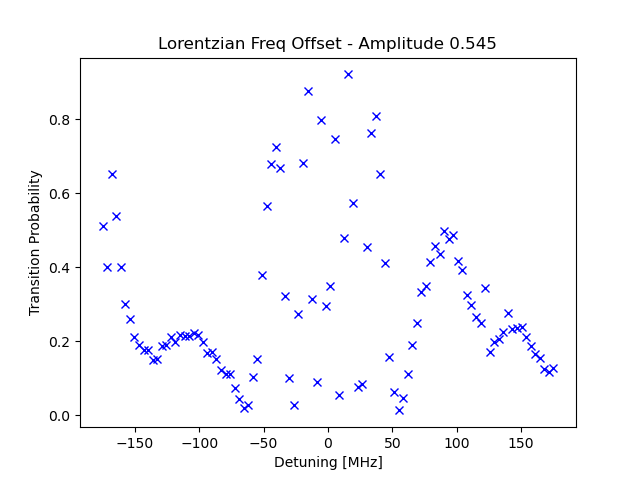 Lorentzian Freq Offset - Amplitude 0.545
Transition Probability
0.8
0.6
0.4
0.2
0.0
−150 −100 −50 0 50 100 150
Detuning [MHz]